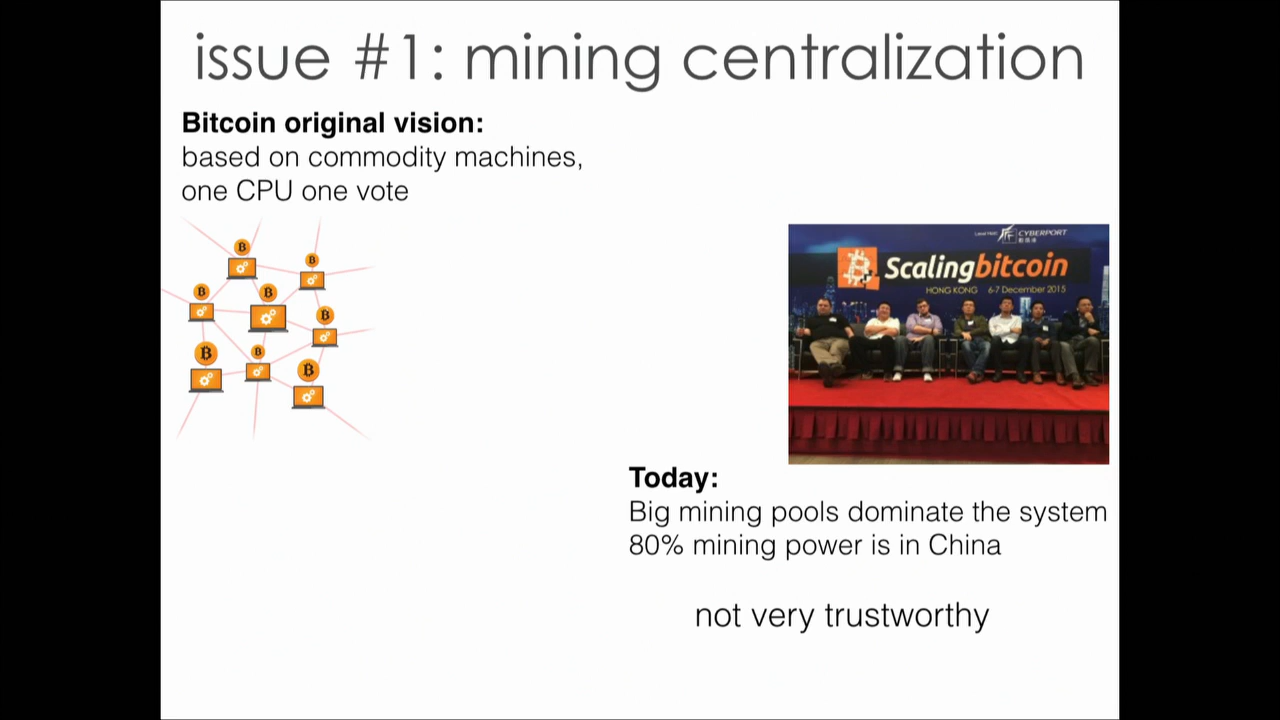 issue #1: mining centralization
Bitcoin original vision:
based on commodity machines,
one CPU one vote
CYBERPORT
Scalingbitcoin
HONG KONG 6-7 December 2015
Today:
Big mining pools dominate the system
80% mining power is in China
not very trustworthy